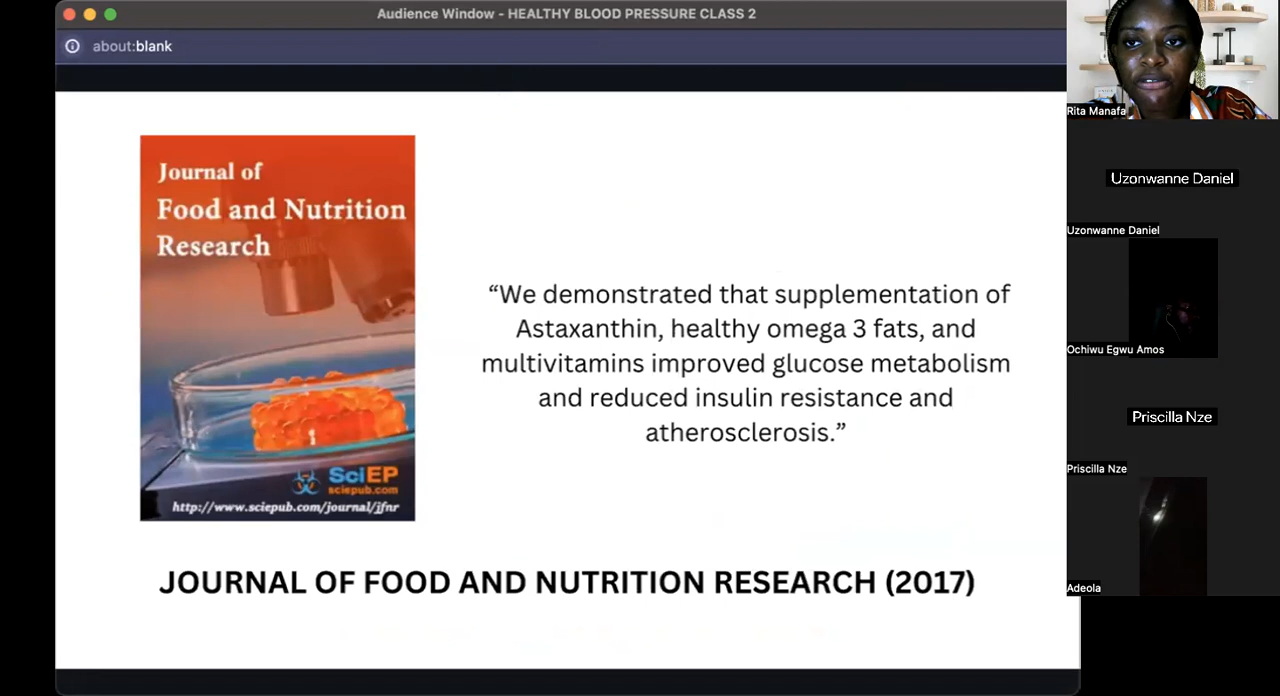 Audience Window - HEALTHY BLOOD PRESSURE CLASS 2
about:blank
Journal of
Food and Nutrition
Research
SciEP
sciepub.com
http://www.sciepub.com/journal/jfnr
“We demonstrated that supplementation of
Astaxanthin, healthy omega 3 fats, and
multivitamins improved glucose metabolism
and reduced insulin resistance and
atherosclerosis.”
JOURNAL OF FOOD AND NUTRITION RESEARCH (2017)
Rita Manafa
Uzonwanne Daniel
Uzonwanne Daniel
Ochiwu Egwu Amos
Priscilla Nze
Priscilla Nze
Adeola